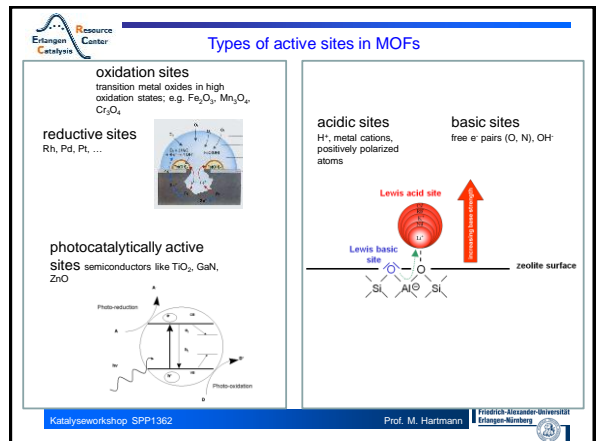 Resource
Erlangen Center
Catalysis
Types of active sites in MOFs
oxidation sites
transition metal oxides in high
oxidation states; e.g. Fe2O3, Mn3O4,
Cr3O4
reductive sites
Rh, Pd, Pt, …
photocatalytically active
sites semiconductors like TiO2, GaN,
ZnO
Photo-reduction
A
A
hν
D
Photo-oxidation
acidic sites
H+, metal cations,
positively polarized
atoms
basic sites
free e- pairs (O, N), OH-
Lewis acid site
Li+
increasing base strength
Lewis basic
site
zeolite surface
O O
Si Al⊖ Si
Katalyseworkshop SPP1362
Prof. M. Hartmann
Friedrich-Alexander-Universität
Erlangen-Nürnberg